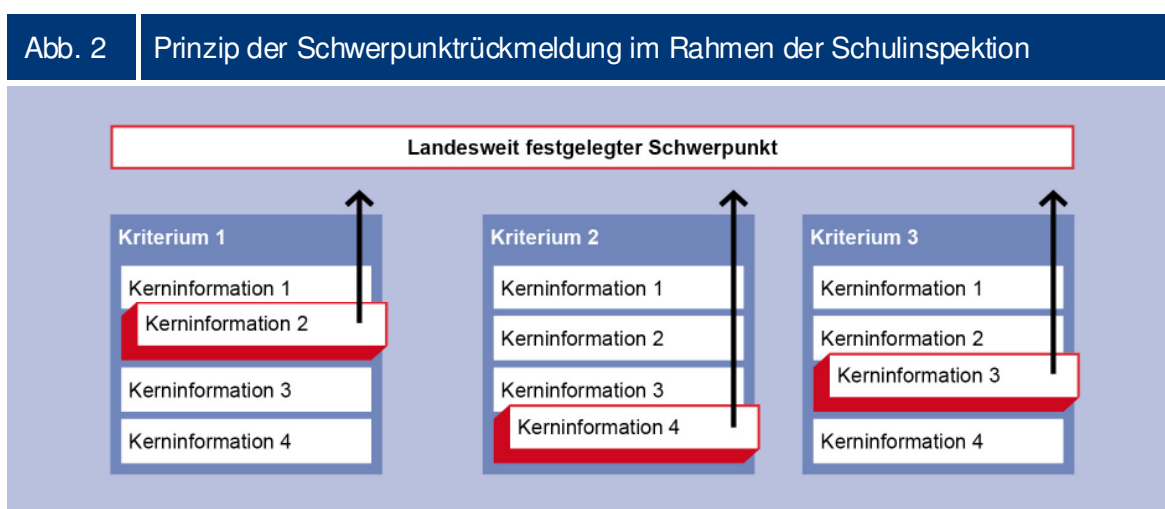 Abb. 2 Prinzip der Schwerpunktrückmeldung im Rahmen der Schulinspektion
Landesweit festgelegter Schwerpunkt
Kriterium 1
Kerninformation 1
Kerninformation 2
Kerninformation 3
Kerninformation 4
Kriterium 2
Kerninformation 1
Kerninformation 2
Kerninformation 3
Kerninformation 4
Kriterium 3
Kerninformation 1
Kerninformation 2
Kerninformation 3
Kerninformation 4